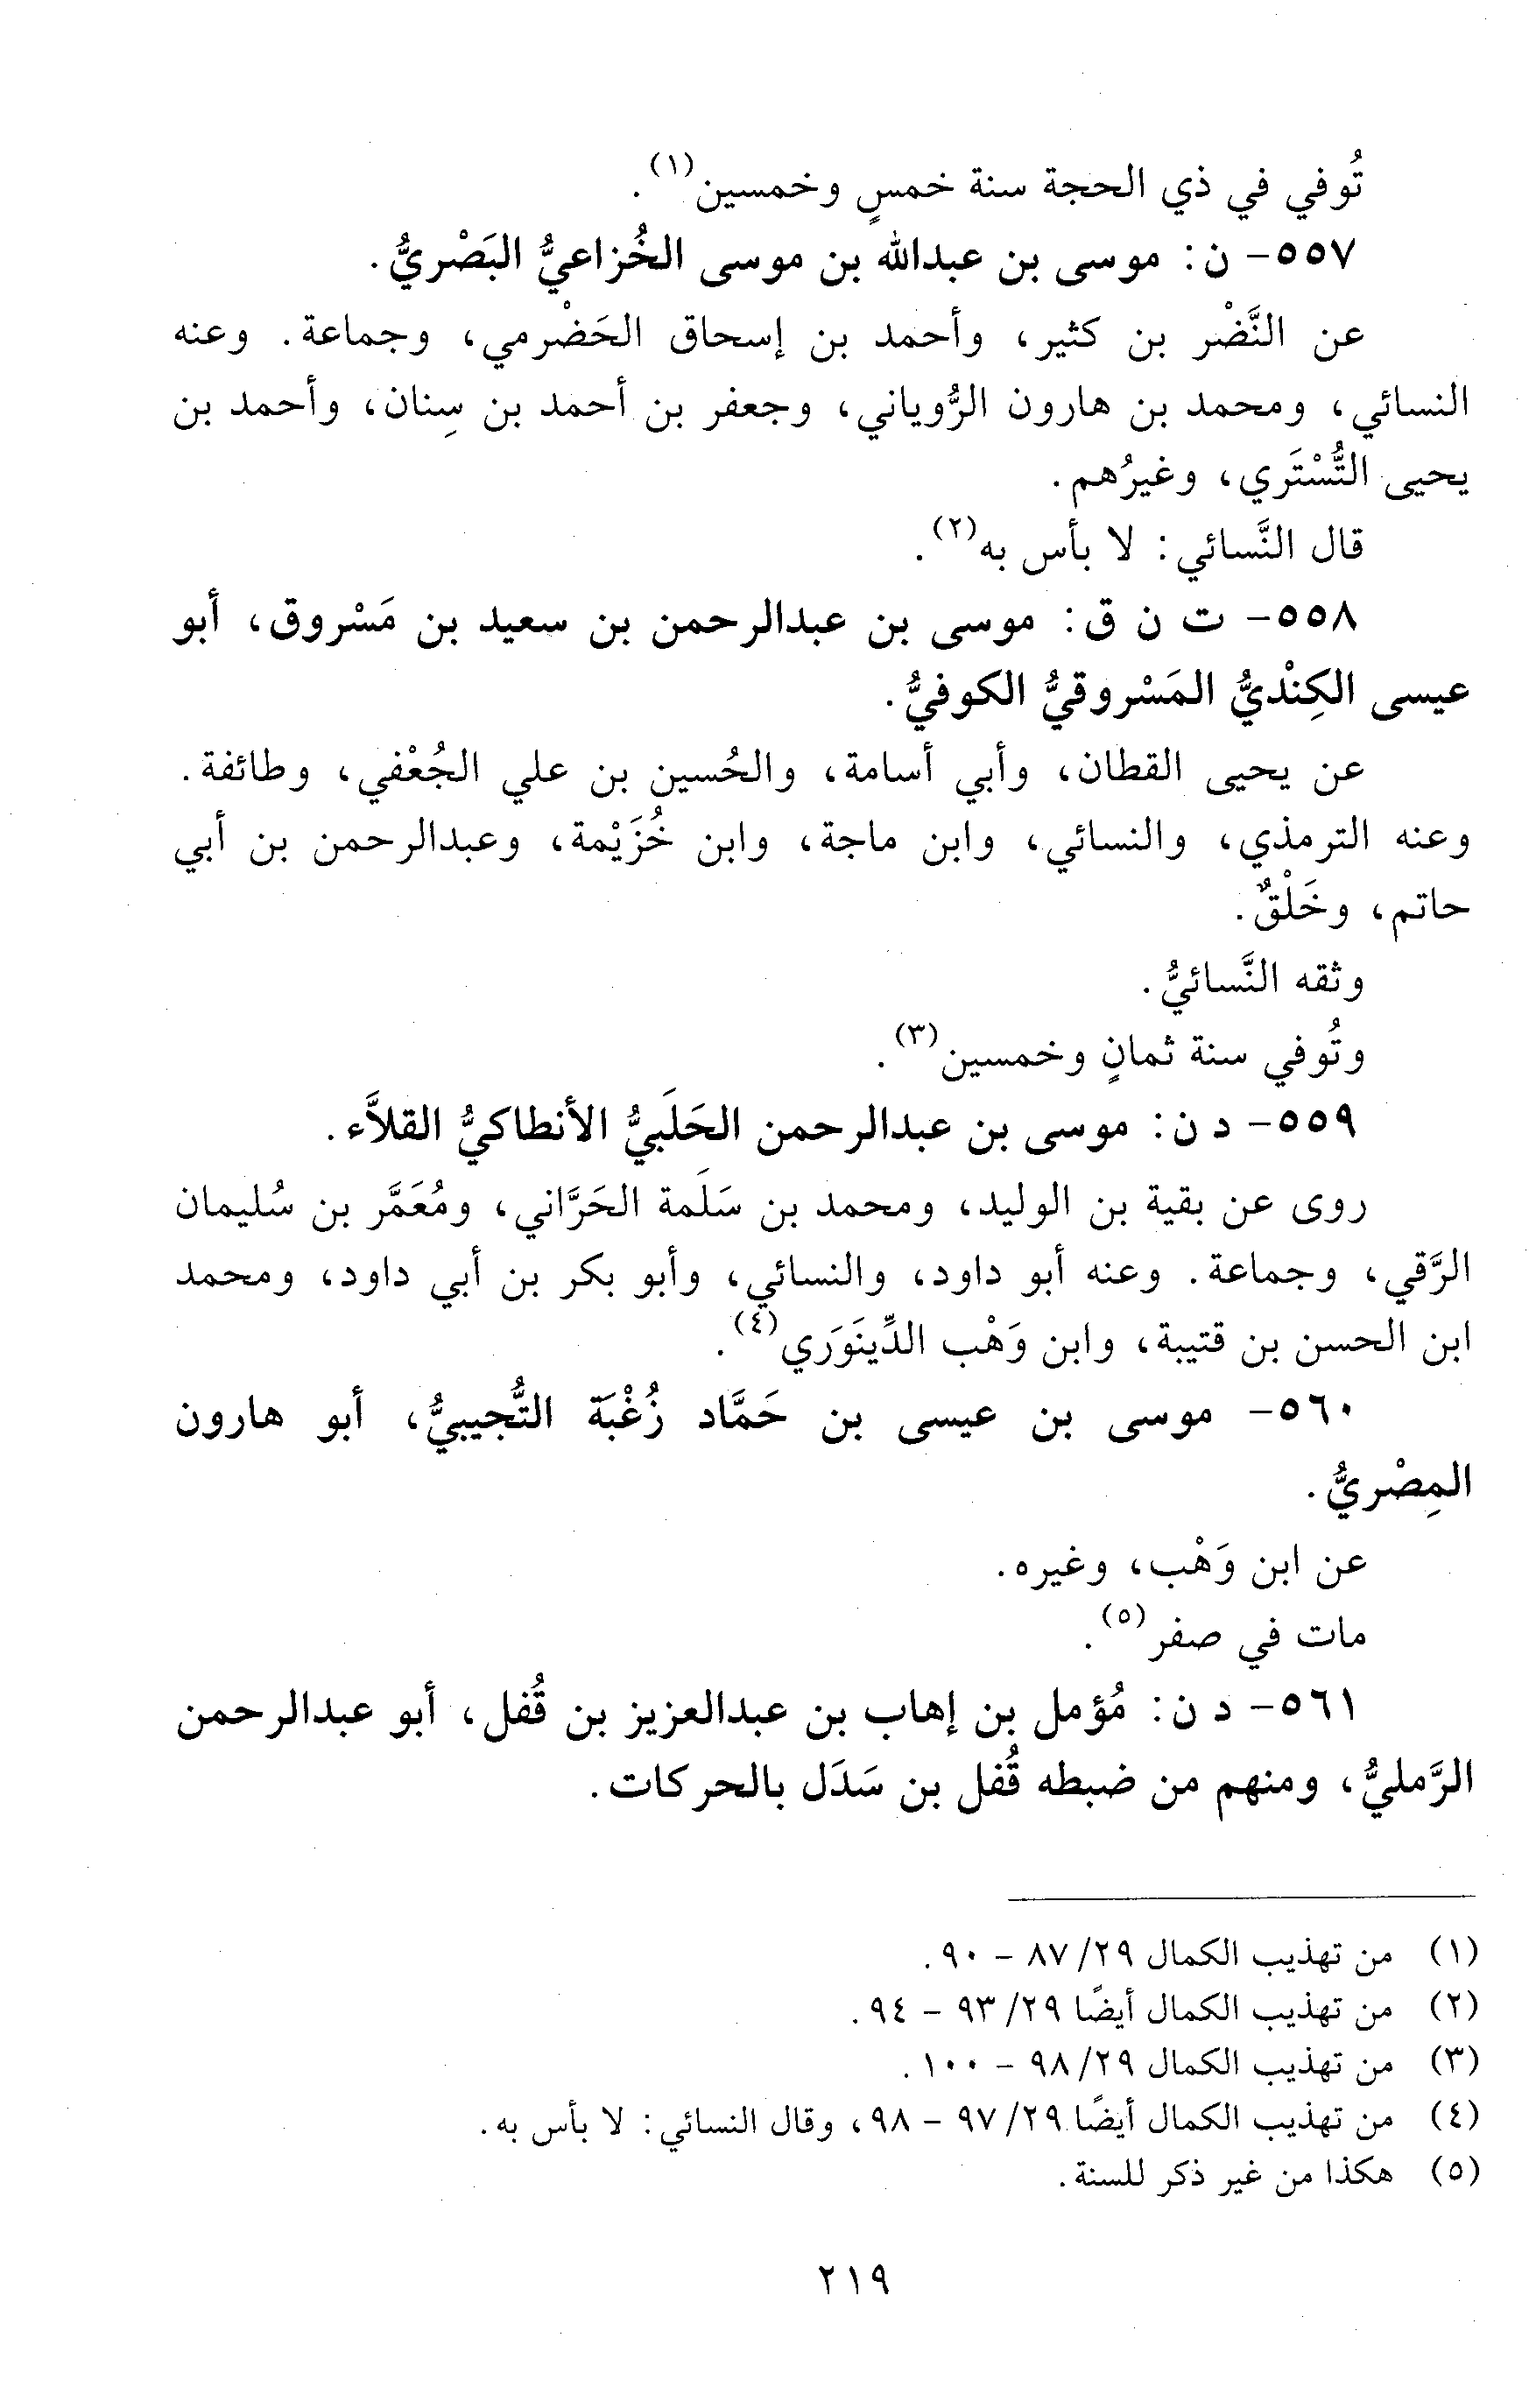 تُوفي في ذي الحجة سنة خمسٍ وخمسين(١).
٥٥٧- ن: موسى بن عبدالله بن موسى الخُزاعيُّ البَصْريُّ.
عن النَّضْر بن كثير، وأحمد بن إسحاق الحَضْرمي، وجماعة. وعنه
النسائي، ومحمد بن هارون الرُّوياني، وجعفر بن أحمد بن سِنان، وأحمد بن
يحيى التُّسْتَري، وغيرُهم.
قال النَّسائي: لا بأس به(٢).
٥٥٨- ت ن ق: موسى بن عبدالرحمن بن سعيد بن مَسْروق، أبو
عيسى الكِنْديُّ المَسْروقيُّ الكوفيُّ.
عن يحيى القطان، وأبي أسامة، والحُسين بن علي الجُعْفي، وطائفة.
وعنه الترمذي، والنسائي، وابن ماجة، وابن خُزَيْمة، وعبدالرحمن بن أبي
حاتم، وخَلْقٌ.
وثقه النَّسائيُّ.
وتُوفي سنة ثمانٍ وخمسين(٣).
٥٥٩- د ن: موسى بن عبدالرحمن الحَلَبيُّ الأنطاكيُّ القلاَّء.
روى عن بقية بن الوليد، ومحمد بن سَلَمة الحَرَّاني، ومُعَمَّر بن سُليمان
الرَّقي، وجماعة. وعنه أبو داود، والنسائي، وأبو بكر بن أبي داود، ومحمد
ابن الحسن بن قتيبة، وابن وَهْب الدِّينَوَري(٤).
٥٦٠- موسى بن عيسى بن حَمَّاد زُغْبَة التُّجيبيُّ، أبو هارون
المِصْريُّ.
عن ابن وَهْب، وغيره.
مات في صفر(٥).
٥٦١- د ن: مُؤمل بن إهاب بن عبدالعزيز بن قُفل، أبو عبدالرحمن
الرَّمليُّ، ومنهم من ضبطه قُفل بن سَدَل بالحركات.
(١) من تهذيب الكمال ٢٩/ ٨٧ - ٩٠.
(٢) من تهذيب الكمال أيضًا ٢٩/ ٩٣ - ٩٤.
(٣) من تهذيب الكمال ٢٩/ ٩٨ - ١٠٠.
(٤) من تهذيب الكمال أيضًا ٢٩/ ٩٧ - ٩٨، وقال النسائي: لا بأس به.
(٥) هكذا من غير ذكر للسنة.
٢١٩